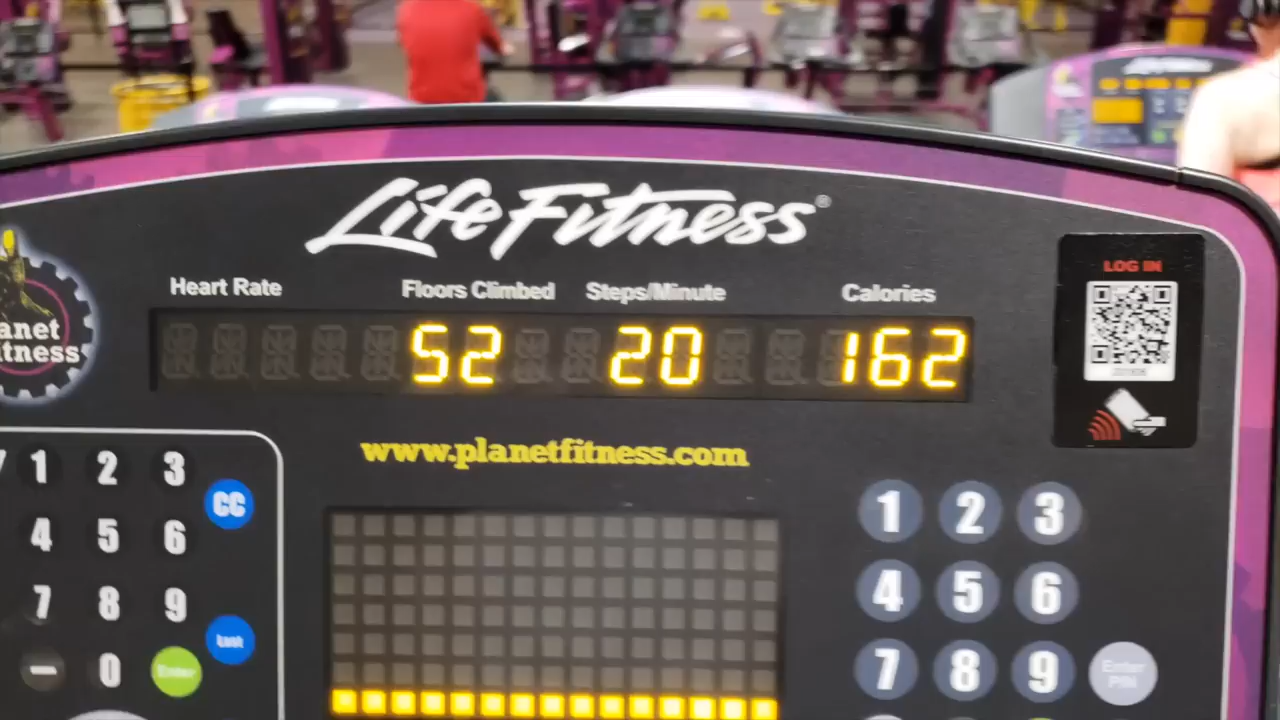 LifeFitness®
LOG IN
Heart Rate Floors Climbed Steps/Minute Calories
52 20 162
anet
itness
www.planetfitness.com
1 2 3
CC
4 5 6
7 8 9
last
- 0 Enter
1 2 3
4 5 6
7 8 9
Enter
PIN